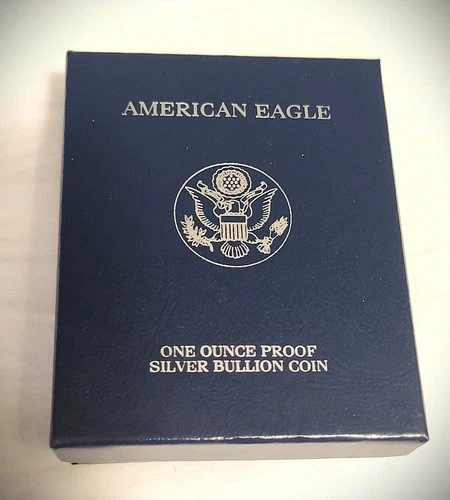 AMERICAN EAGLE
ONE OUNCE PROOF
SILVER BULLION COIN